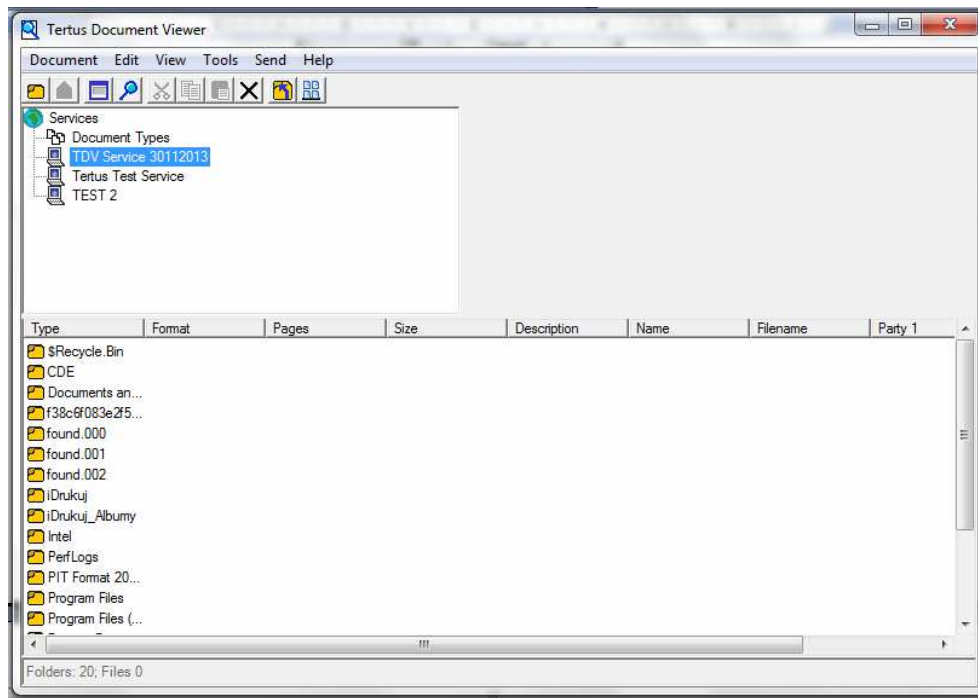 Tertus Document Viewer
Document Edit View Tools Send Help
Services
Document Types
TDV Service 30112013
Tertus Test Service
TEST 2
Type Format Pages Size Description Name Filename Party 1
$Recycle.Bin
CDE
Documents an...
f38c6f083e2f5...
found.000
found.001
found.002
iDrukuj
iDrukuj_Albumy
Intel
PerfLogs
PIT Format 20...
Program Files
Program Files (...
Folders: 20; Files 0